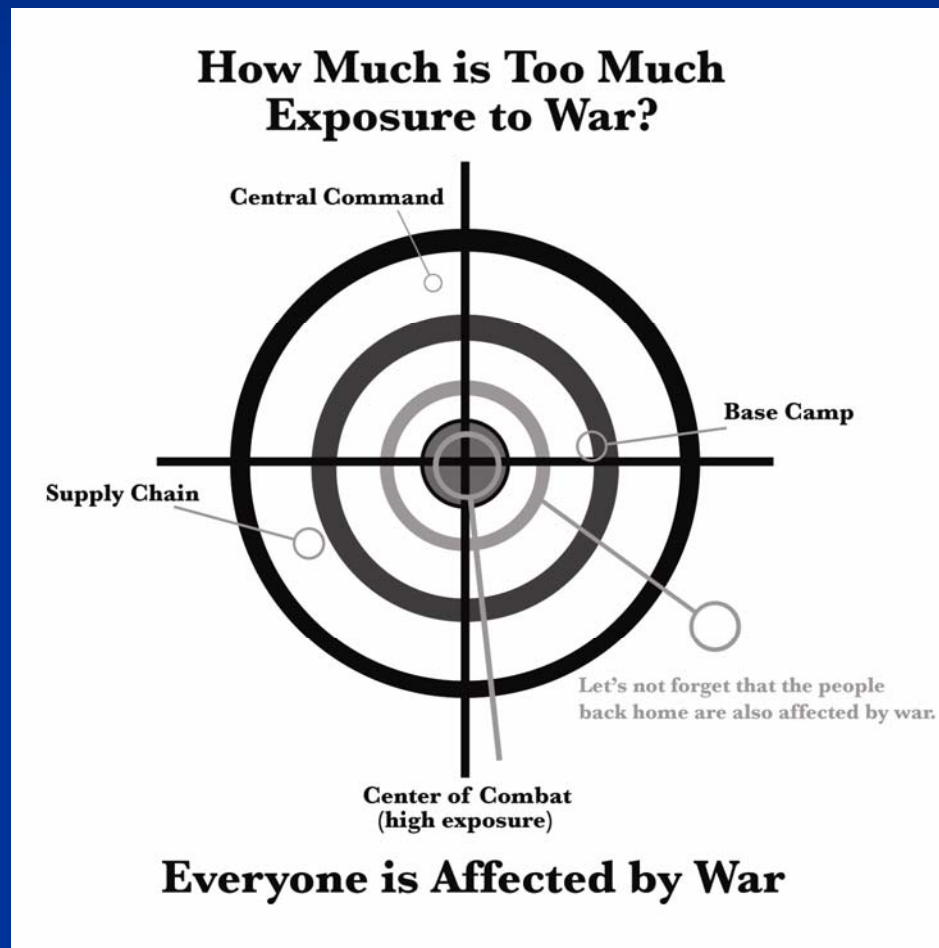 How Much is Too Much
Exposure to War?
Central Command
Base Camp
Supply Chain
Let's not forget that the people
back home are also affected by war.
Center of Combat
(high exposure)
Everyone is Affected by War